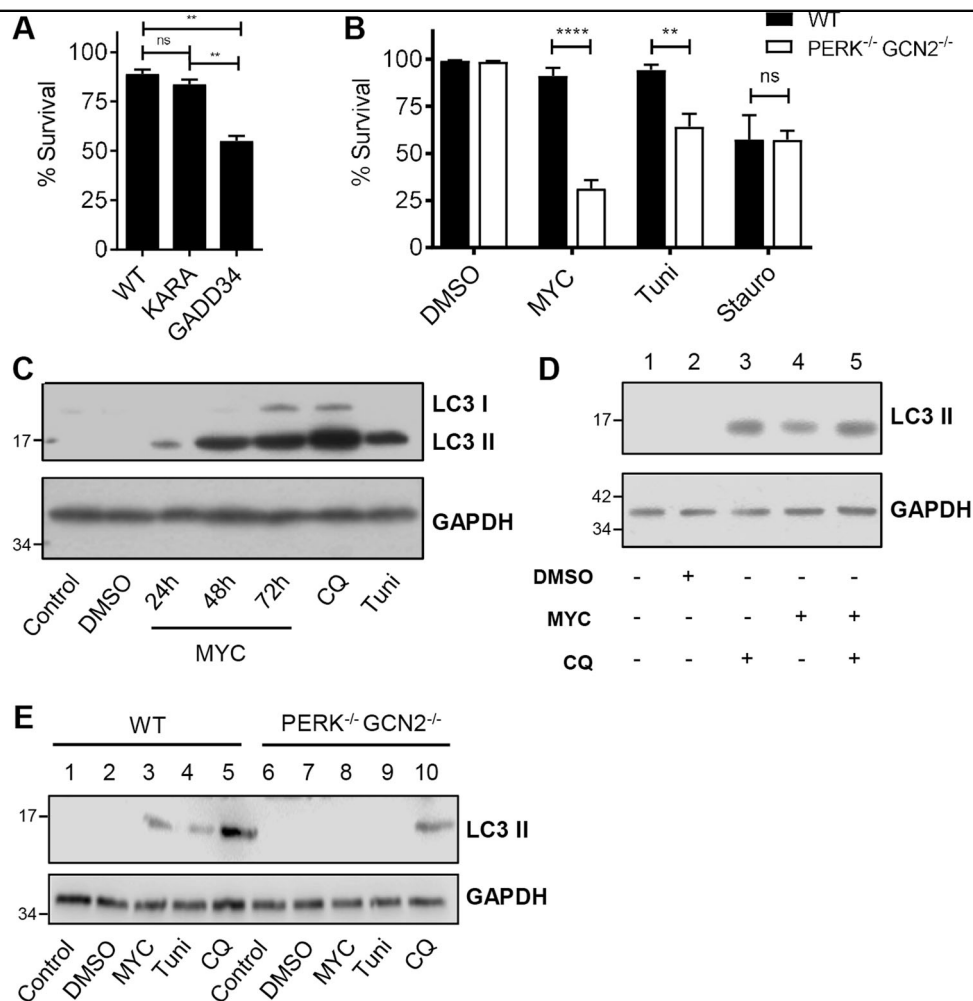 A
**
ns
**
% Survival
100
75
50
25
0
WT
KARA
GADD34
B
WT
PERK-/- GCN2-/-
****
**
ns
% Survival
100
75
50
25
0
DMSO
MYC
Tuni
Stauro
C
LC3 I
17
LC3 II
GAPDH
34
Control
DMSO
24h
48h
72h
CQ
Tuni
MYC
D
1 2 3 4 5
17
LC3 II
42
GAPDH
34
DMSO - + - - -
MYC - - - + +
CQ - - + - +
E
WT PERK-/- GCN2-/-
1 2 3 4 5 6 7 8 9 10
17
LC3 II
GAPDH
34
Control
DMSO
MYC
Tuni
CQ
Control
DMSO
MYC
Tuni
CQ